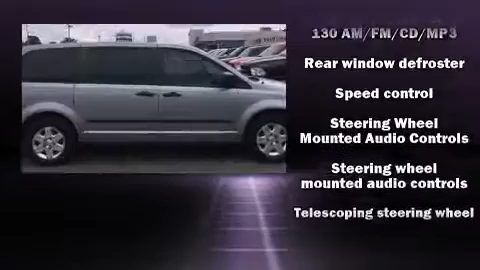 130 AM/FM/CD/MP3
Rear window defroster
Speed control
Steering Wheel
Mounted Audio Controls
Steering wheel
mounted audio controls
Telescoping steering wheel